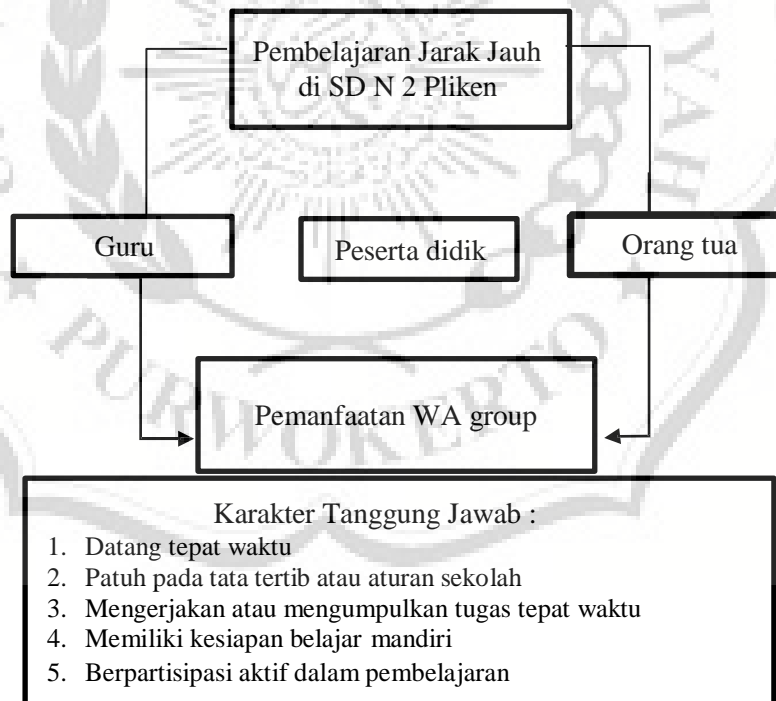 Pembelajaran Jarak Jauh
di SD N 2 Pliken
Guru
Peserta didik
Orang tua
PURWOKERTO
Pemanfaatan WA group
Karakter Tanggung Jawab :
1. Datang tepat waktu
2. Patuh pada tata tertib atau aturan sekolah
3. Mengerjakan atau mengumpulkan tugas tepat waktu
4. Memiliki kesiapan belajar mandiri
5. Berpartisipasi aktif dalam pembelajaran